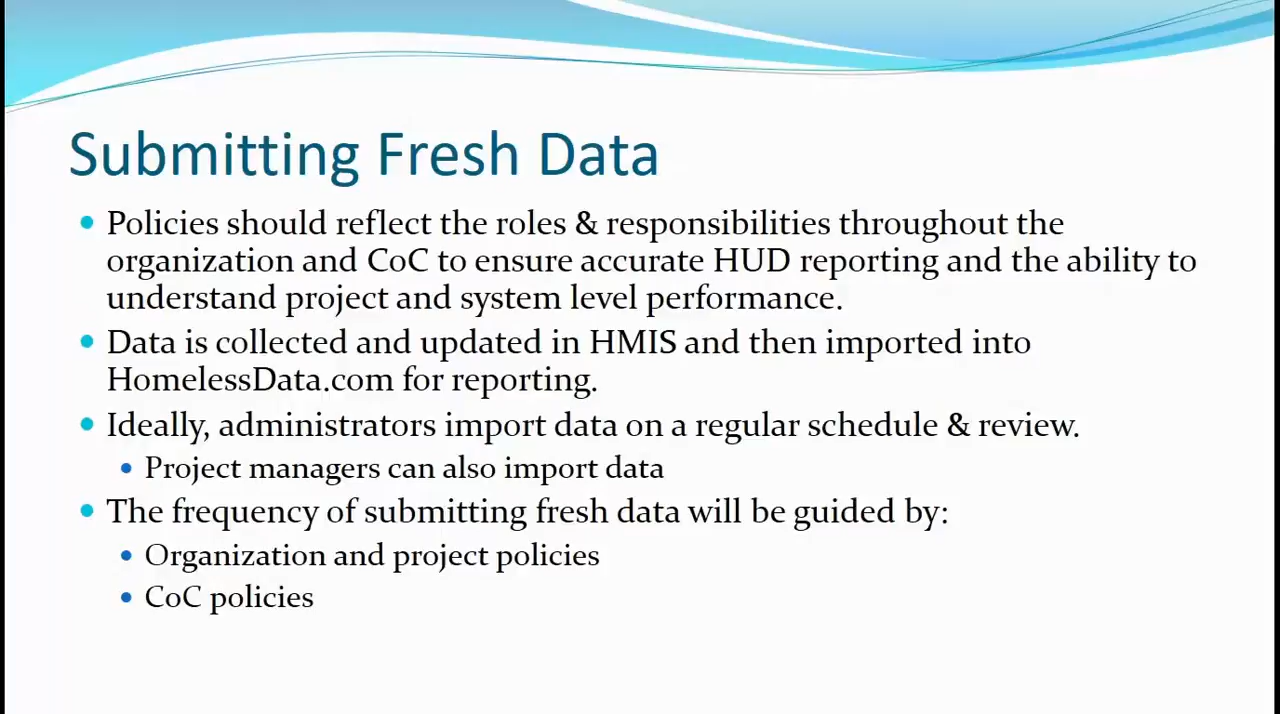 Submitting Fresh Data
• Policies should reflect the roles & responsibilities throughout the
organization and CoC to ensure accurate HUD reporting and the ability to
understand project and system level performance.
• Data is collected and updated in HMIS and then imported into
HomelessData.com for reporting.
• Ideally, administrators import data on a regular schedule & review.
• Project managers can also import data
• The frequency of submitting fresh data will be guided by:
• Organization and project policies
• CoC policies